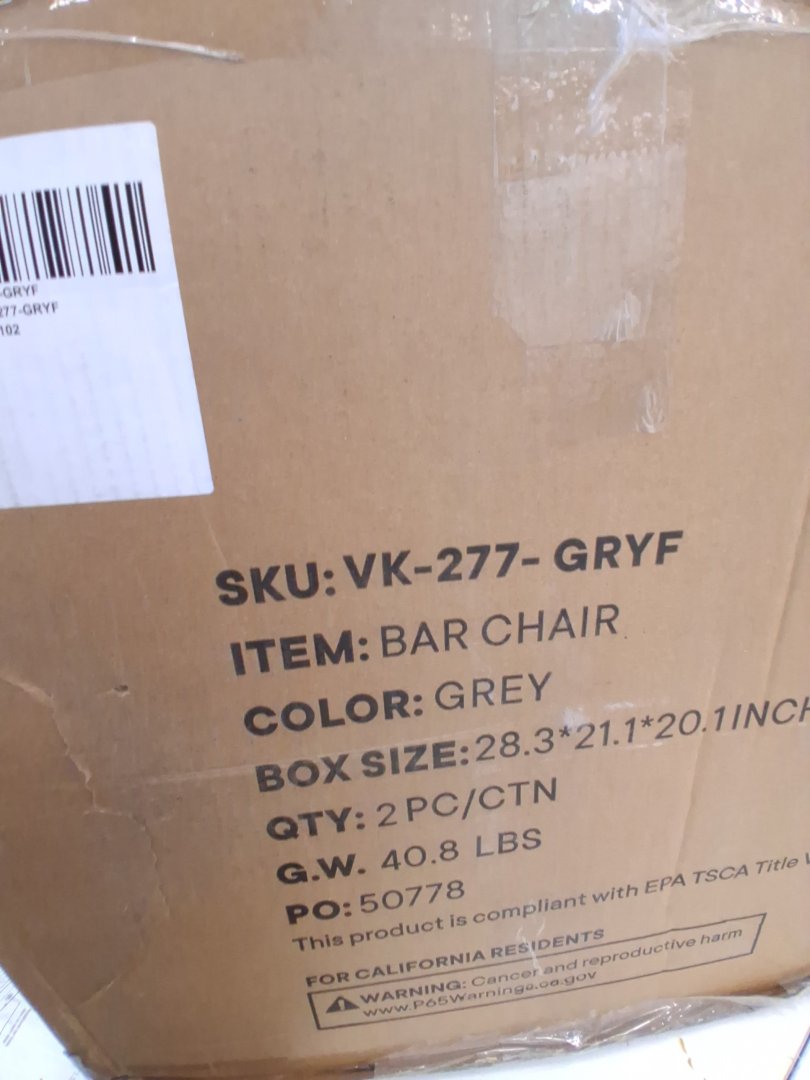 -GRYF
277-GRYF
102
SKU: VK-277- GRYF
ITEM: BAR CHAIR
COLOR: GREY
BOX SIZE: 28.3*21.1*20.1INCH
QTY: 2PC/CTN
G.W. 40.8 LBS
PO: 50778
This product is compliant with EPA TSCA Title
FOR CALIFORNIA RESIDENTS
WARNING: Cancer and reproductive harm
www.P65Warnings.ca.gov